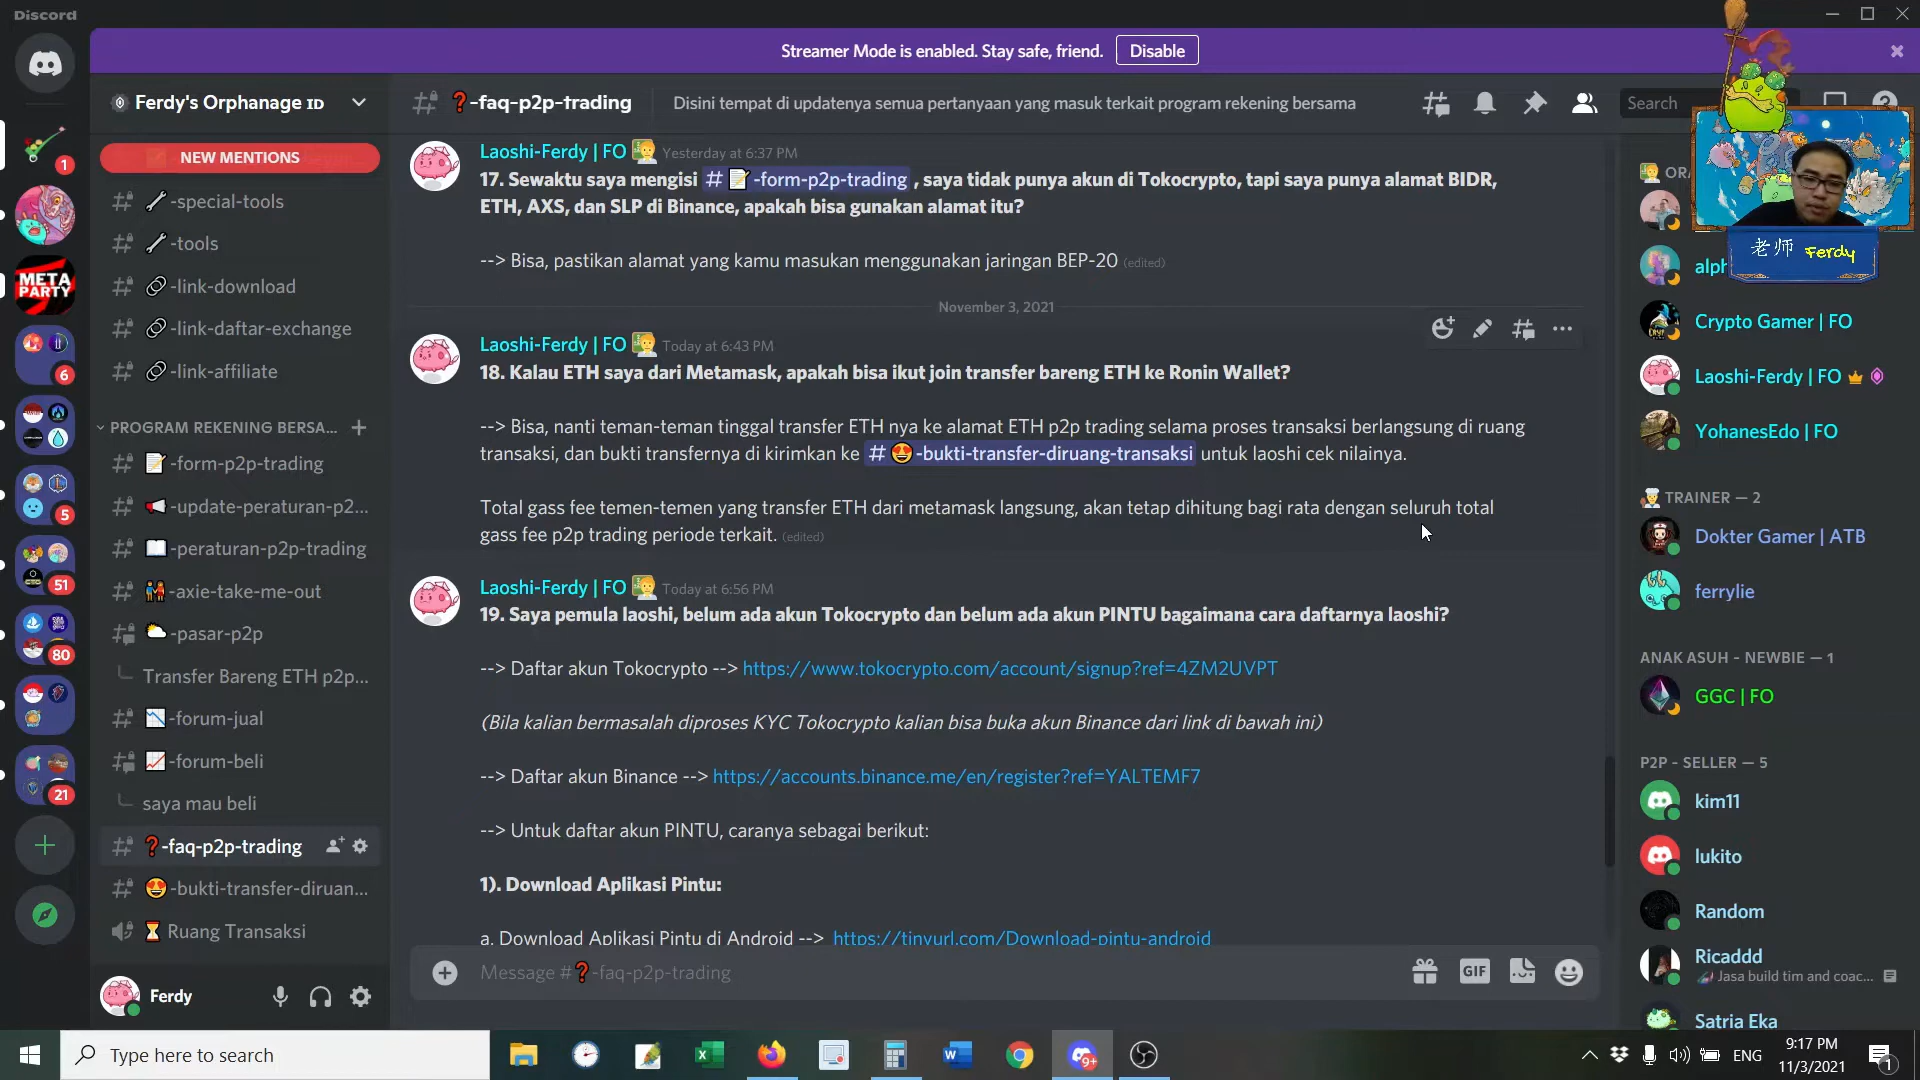 Discord
Streamer Mode is enabled. Stay safe, friend.
Disable
Ferdy's Orphanage ID
❓-faq-p2p-trading
Disini tempat di updatenya semua pertanyaan yang masuk terkait program rekening bersama
Search
NEW MENTIONS
-special-tools
-tools
-link-download
-link-daftar-exchange
-link-affiliate
PROGRAM REKENING BERSA...
-form-p2p-trading
-update-peraturan-p2...
-peraturan-p2p-trading
-axie-take-me-out
-pasar-p2p
Transfer Bareng ETH p2p...
-forum-jual
-forum-beli
saya mau beli
❓-faq-p2p-trading
-bukti-transfer-diruan...
Ruang Transaksi
Ferdy
1
META
PARTY
6
5
51
80
21
Laoshi-Ferdy | FO Yesterday at 6:37 PM
17. Sewaktu saya mengisi # -form-p2p-trading , saya tidak punya akun di Tokocrypto, tapi saya punya alamat BIDR,
ETH, AXS, dan SLP di Binance, apakah bisa gunakan alamat itu?
--> Bisa, pastikan alamat yang kamu masukan menggunakan jaringan BEP-20 (edited)
November 3, 2021
Laoshi-Ferdy | FO Today at 6:43 PM
18. Kalau ETH saya dari Metamask, apakah bisa ikut join transfer bareng ETH ke Ronin Wallet?
--> Bisa, nanti teman-teman tinggal transfer ETH nya ke alamat ETH p2p trading selama proses transaksi berlangsung di ruang
transaksi, dan bukti transfernya di kirimkan ke # 😍-bukti-transfer-diruang-transaksi untuk laoshi cek nilainya.
Total gass fee temen-temen yang transfer ETH dari metamask langsung, akan tetap dihitung bagi rata dengan seluruh total
gass fee p2p trading periode terkait. (edited)
Laoshi-Ferdy | FO Today at 6:56 PM
19. Saya pemula laoshi, belum ada akun Tokocrypto dan belum ada akun PINTU bagaimana cara daftarnya laoshi?
--> Daftar akun Tokocrypto --> https://www.tokocrypto.com/account/signup?ref=4ZM2UVPT
(Bila kalian bermasalah diproses KYC Tokocrypto kalian bisa buka akun Binance dari link di bawah ini)
--> Daftar akun Binance --> https://accounts.binance.me/en/register?ref=YALTEMF7
--> Untuk daftar akun PINTU, caranya sebagai berikut:
1). Download Aplikasi Pintu:
a. Download Aplikasi Pintu di Android --> https://tinyurl.com/Download-pintu-android
Message #❓-faq-p2p-trading
GIF
老师 Ferdy
Crypto Gamer | FO
Laoshi-Ferdy | FO
YohanesEdo | FO
TRAINER — 2
Dokter Gamer | ATB
ferrylie
ANAK ASUH - NEWBIE — 1
GGC | FO
P2P - SELLER — 5
kim11
lukito
Random
Ricaddd
Jasa build tim and coac...
Satria Eka
Type here to search
9+
ENG
9:17 PM
11/3/2021
1